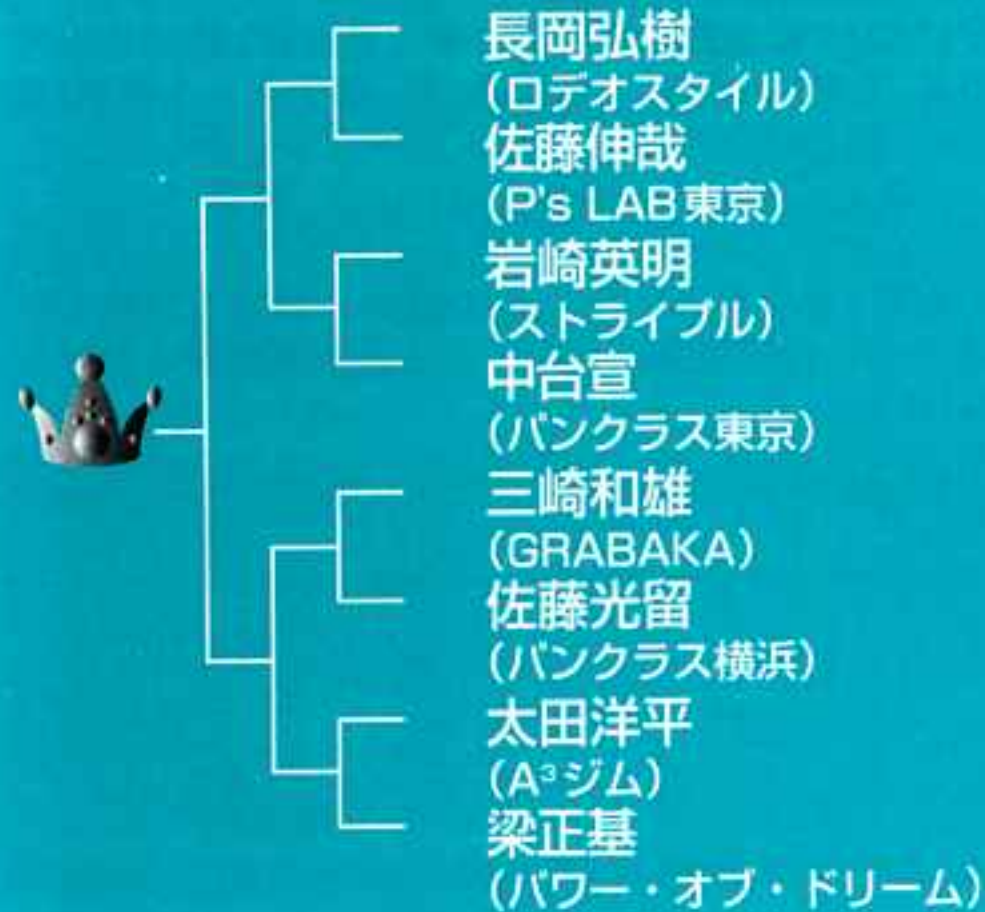 長岡弘樹
(ロデオスタイル)
佐藤伸哉
(P's LAB東京)
岩崎英明
(ストライプル)
中台宣
(パンクラス東京)
三崎和雄
(GRABAKA)
佐藤光留
(パンクラス横浜)
太田洋平
(A³ジム)
梁正基
(パワー・オブ・ドリーム)